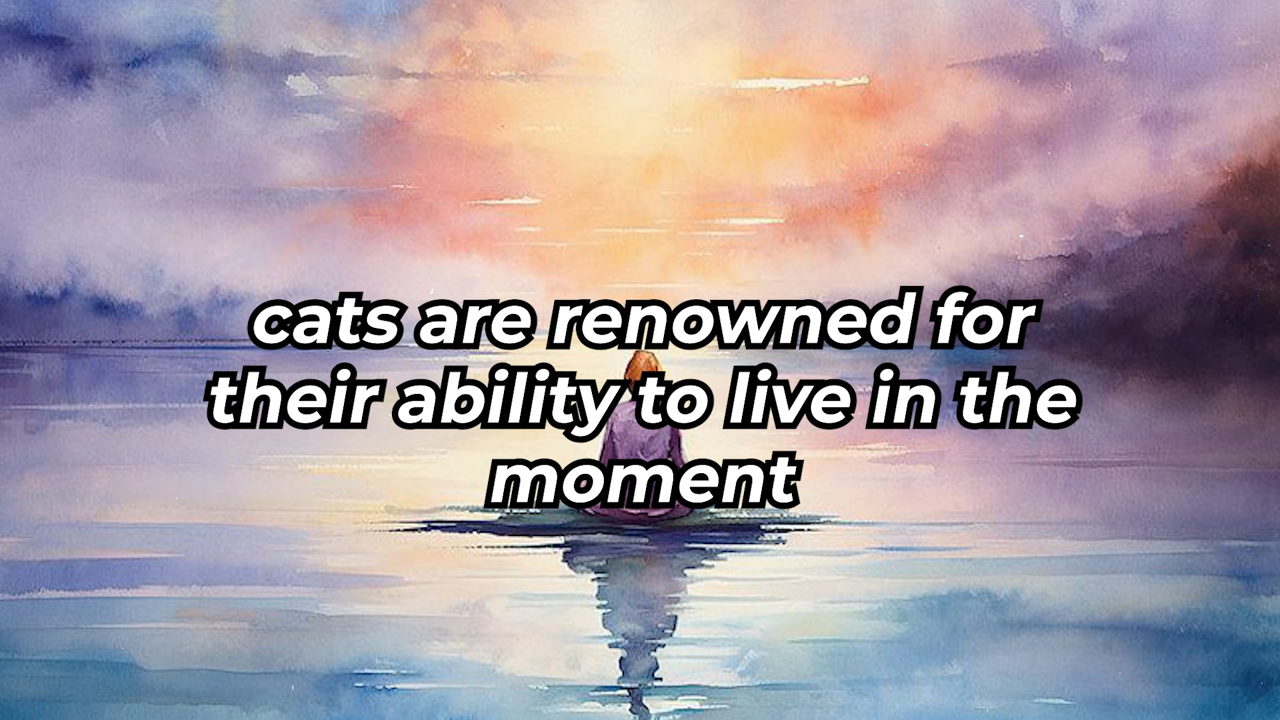 cats are renowned for
their ability to live in the
moment